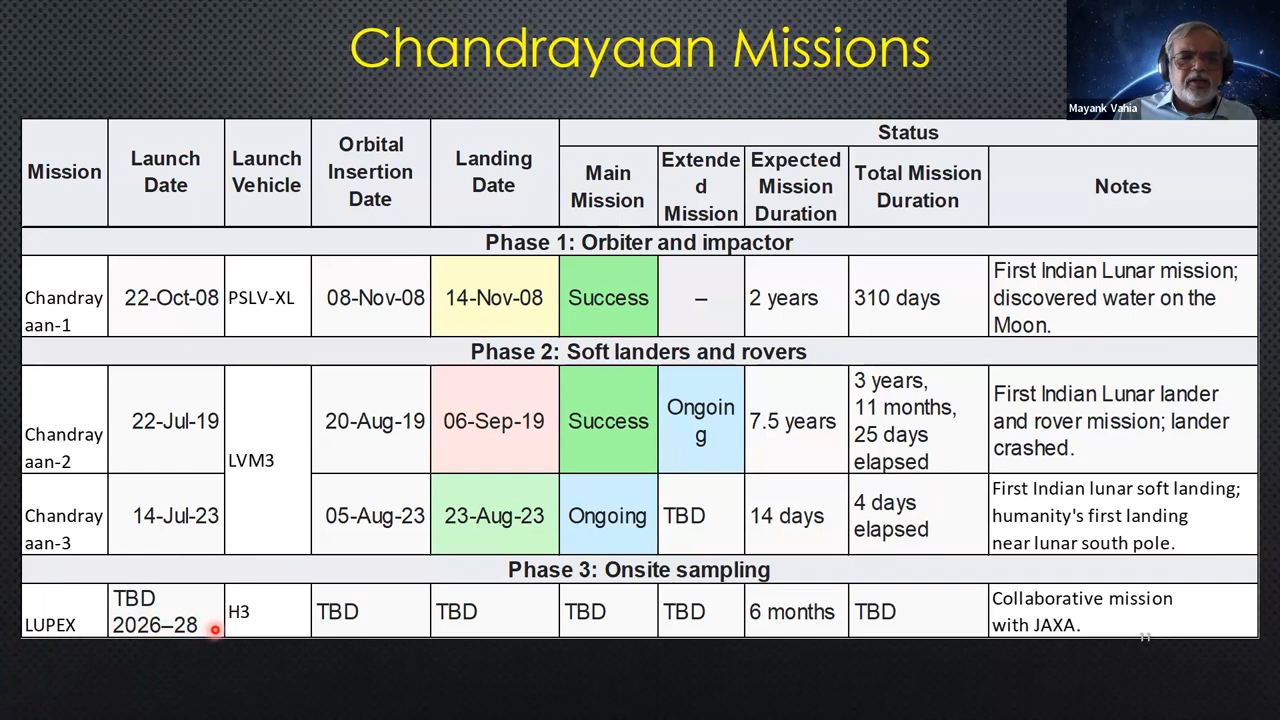 Chandrayaan Missions
Mayank Vahia
Mission
Launch
Date
Launch
Vehicle
Orbital
Insertion
Date
Landing
Date
Status
Main
Mission
Extende
d
Mission
Expected
Mission
Duration
Total Mission
Duration
Notes
Phase 1: Orbiter and impactor
Chandray
aan-1
22-Oct-08
PSLV-XL
08-Nov-08
14-Nov-08
Success
–
2 years
310 days
First Indian Lunar mission;
discovered water on the
Moon.
Phase 2: Soft landers and rovers
Chandray
aan-2
22-Jul-19
LVM3
20-Aug-19
06-Sep-19
Success
Ongoin
g
7.5 years
3 years,
11 months,
25 days
elapsed
First Indian Lunar lander
and rover mission; lander
crashed.
Chandray
aan-3
14-Jul-23
05-Aug-23
23-Aug-23
Ongoing
TBD
14 days
4 days
elapsed
First Indian lunar soft landing;
humanity's first landing
near lunar south pole.
Phase 3: Onsite sampling
LUPEX
TBD
2026–28
H3
TBD
TBD
TBD
TBD
6 months
TBD
Collaborative mission
with JAXA.